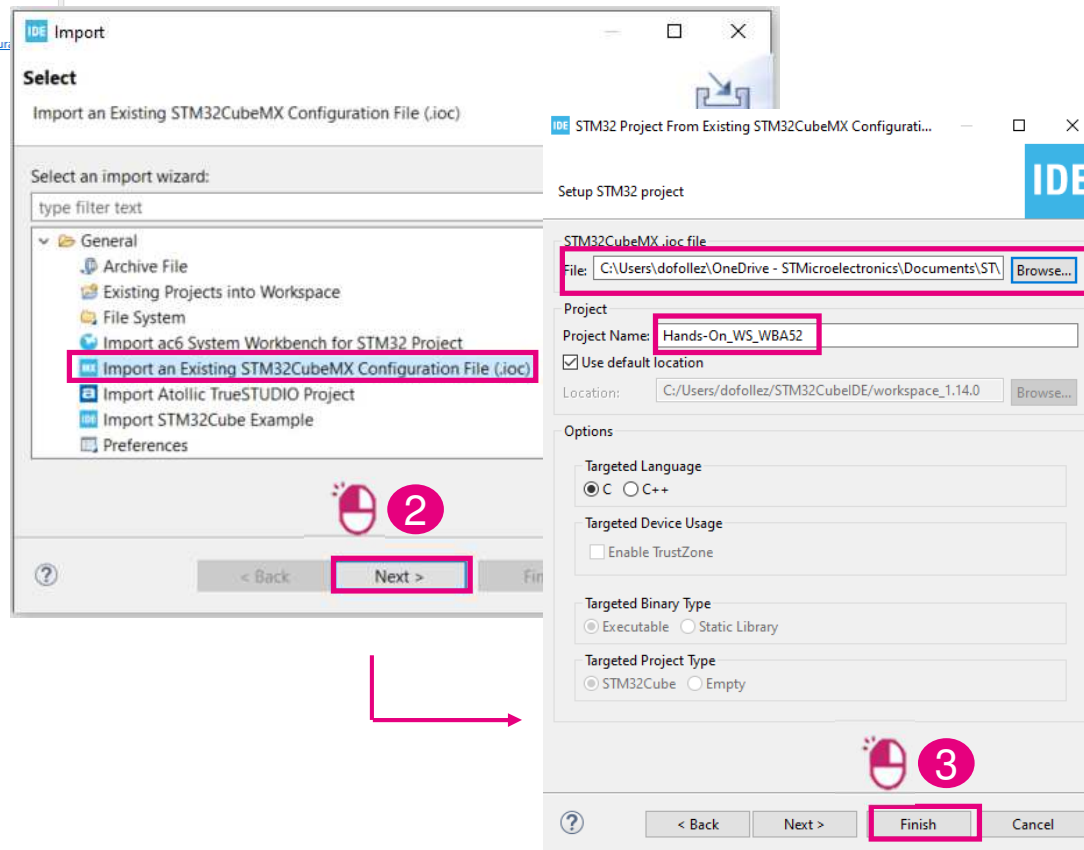 IDE Import
Select
Import an Existing STM32CubeMX Configuration File (.ioc)
Select an import wizard:
type filter text
General
Archive File
Existing Projects into Workspace
File System
Import ac6 System Workbench for STM32 Project
MX Import an Existing STM32CubeMX Configuration File (.ioc)
Import Atollic TrueSTUDIO Project
IDE Import STM32Cube Example
Preferences
2
?
< Back
Next >
IDE STM32 Project From Existing STM32CubeMX Configurati...
Setup STM32 project
IDE
STM32CubeMX .ioc file
File: C:\Users\dofollez\OneDrive - STMicroelectronics\Documents\ST\ Browse...
Project
Project Name: Hands-On_WS_WBA52
Use default location
Location: C:/Users/dofollez/STM32CubeIDE/workspace_1.14.0 Browse...
Options
Targeted Language
C C++
Targeted Device Usage
Enable TrustZone
Targeted Binary Type
Executable Static Library
Targeted Project Type
STM32Cube Empty
3
?
< Back Next > Finish Cancel